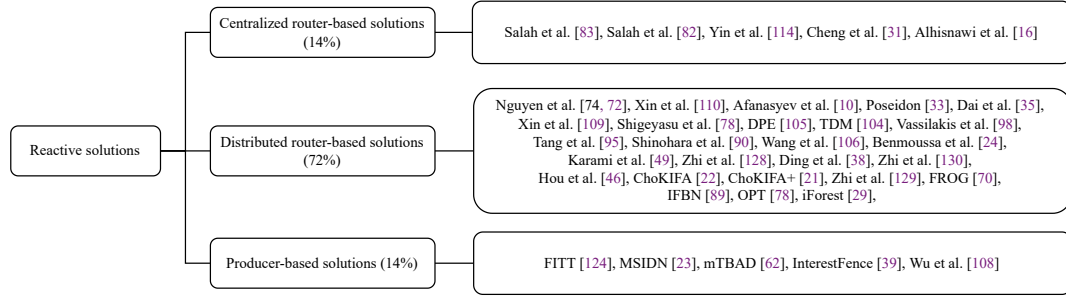 Centralized router-based solutions
(14%)
Salah et al. [83], Salah et al. [82], Yin et al. [114], Cheng et al. [31], Alhisnawi et al. [16]
Reactive solutions
Distributed router-based solutions
(72%)
Nguyen et al. [74, 72], Xin et al. [110], Afanasyev et al. [10], Poseidon [33], Dai et al. [35],
Xin et al. [109], Shigeyasu et al. [78], DPE [105], TDM [104], Vassilakis et al. [98],
Tang et al. [95], Shinohara et al. [90], Wang et al. [106], Benmoussa et al. [24],
Karami et al. [49], Zhi et al. [128], Ding et al. [38], Zhi et al. [130],
Hou et al. [46], ChoKIFA [22], ChoKIFA+ [21], Zhi et al. [129], FROG [70],
IFBN [89], OPT [78], iForest [29],
Producer-based solutions (14%)
FITT [124], MSIDN [23], mTBAD [62], InterestFence [39], Wu et al. [108]